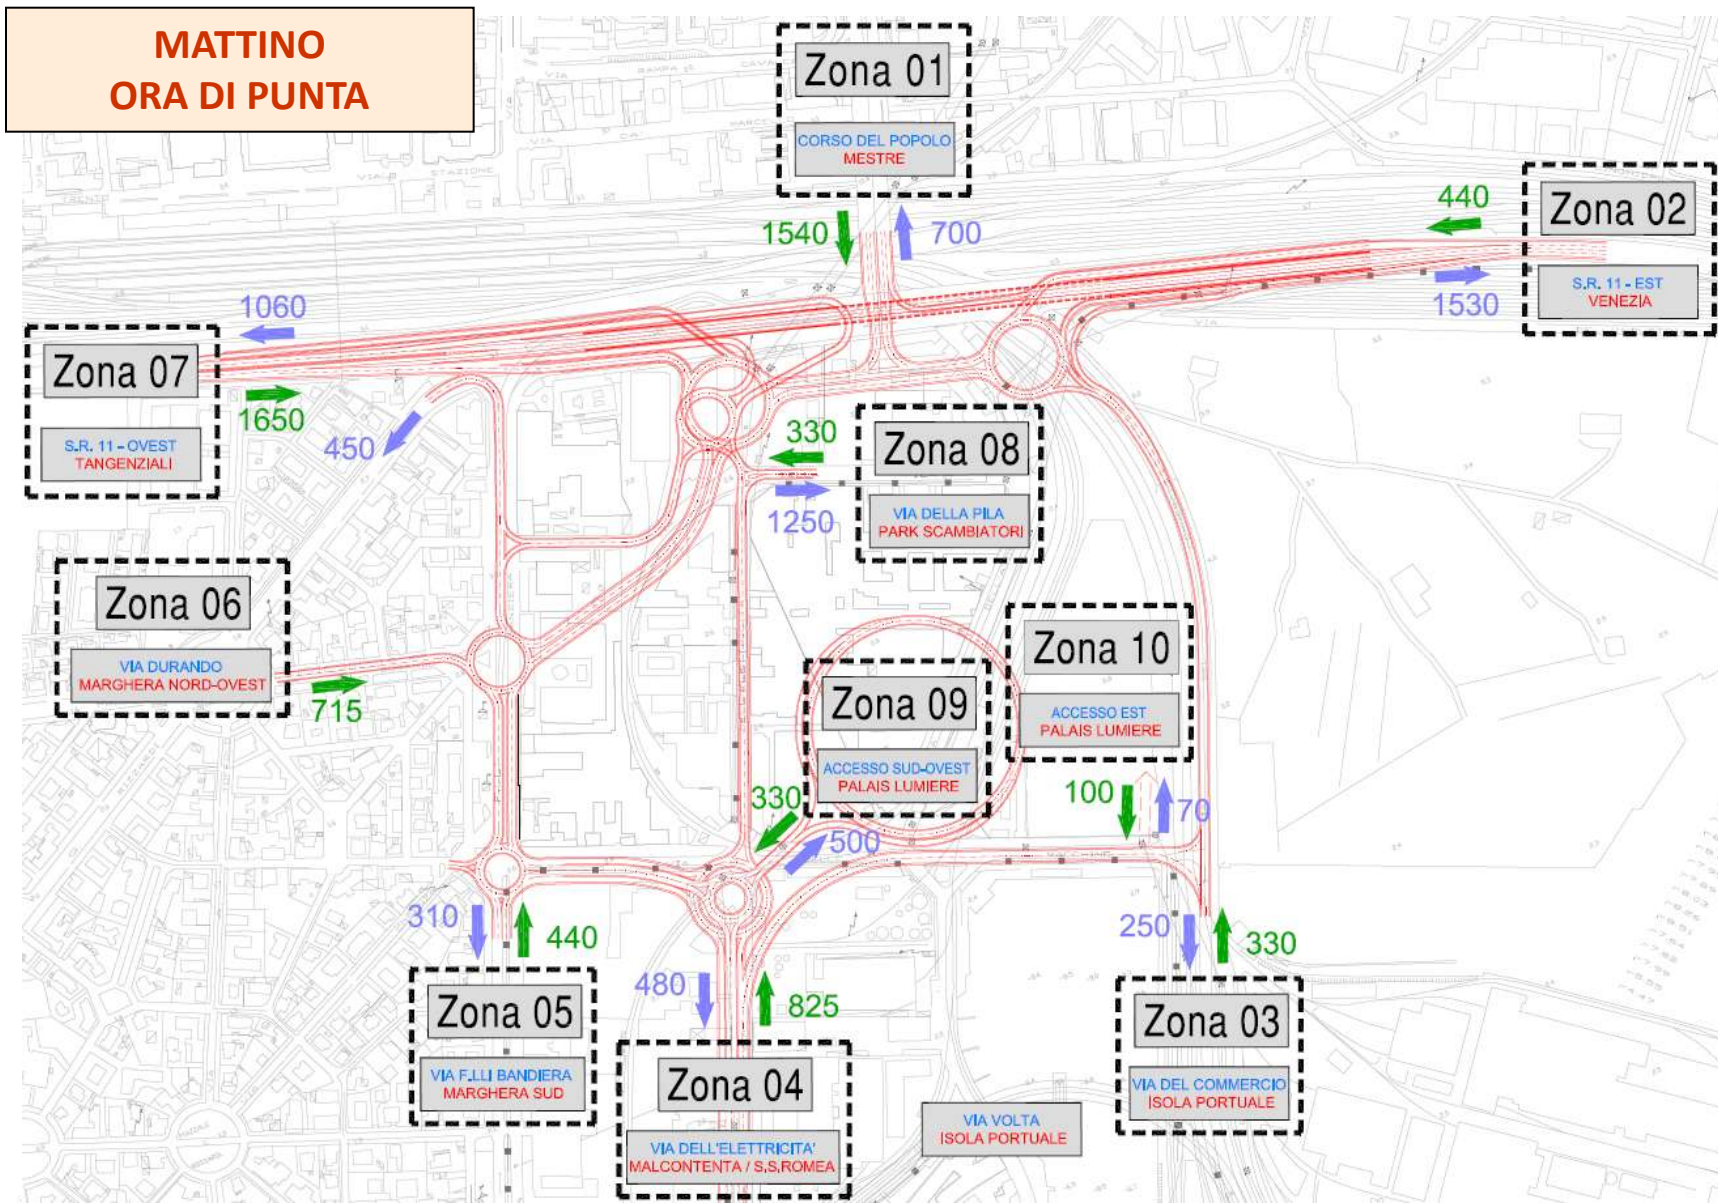 MATTINO
ORA DI PUNTA
Zona 01
CORSO DEL POPOLO
MESTRE
1540
700
440
Zona 02
1530
S.R. 11 - EST
VENEZIA
1060
Zona 07
1650
S.R. 11 - OVEST
TANGENZIALI
450
330
Zona 08
1250
VIA DELLA PILA
PARK SCAMBIATORI
Zona 06
VIA DURANDO
MARGHERA NORD-OVEST
715
Zona 10
ACCESSO EST
PALAIS LUMIERE
Zona 09
ACCESSO SUD-OVEST
PALAIS LUMIERE
330
500
100
70
310
440
Zona 05
VIA F.LLI BANDIERA
MARGHERA SUD
480
825
Zona 04
VIA DELL'ELETTRICITA'
MALCONTENTA / S.S.ROMEA
250
330
Zona 03
VIA DEL COMMERCIO
ISOLA PORTUALE
VIA VOLTA
ISOLA PORTUALE